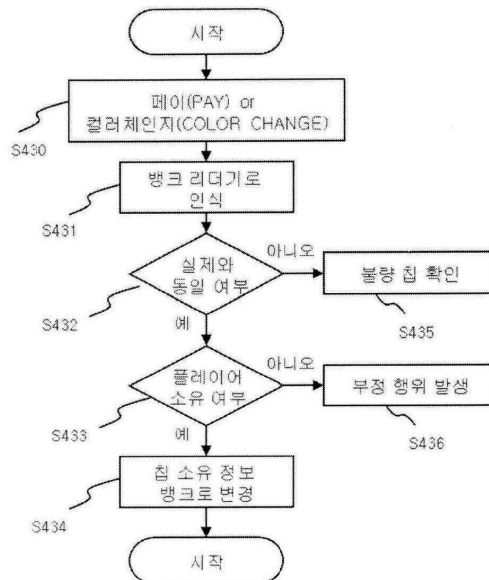 시작
페이(PAY) or
컬러체인지(COLOR CHANGE)
S430
뱅크 리더기로
인식
S431
실제와
동일 여부
아니오
불량 칩 확인
S432
예
S435
플레이어
소유 여부
아니오
부정 행위 발생
S433
예
S436
칩 소유 정보
뱅크로 변경
S434
시작